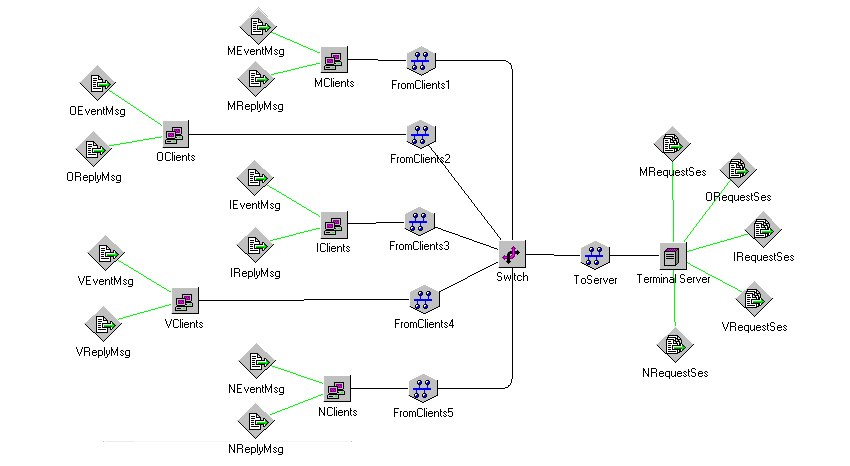 MEventMsg
MReplyMsg
MClients
FromClients1
OEventMsg
OReplyMsg
OClients
FromClients2
IEventMsg
IReplyMsg
IClients
FromClients3
VEventMsg
VReplyMsg
VClients
FromClients4
NEventMsg
NReplyMsg
NClients
FromClients5
Switch
ToServer
Terminal Server
MRequestSes
ORequestSes
IRequestSes
VRequestSes
NRequestSes